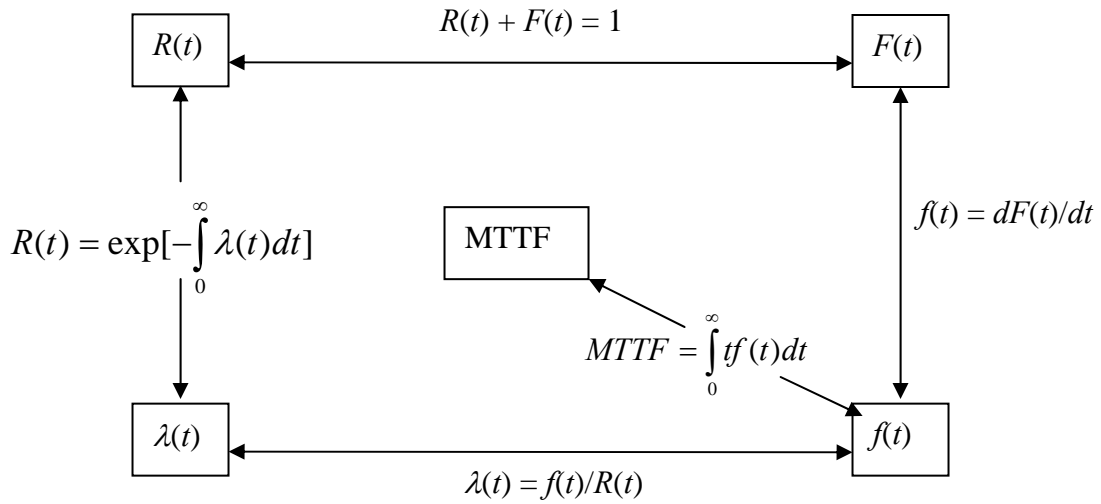 R(t) + F(t) = 1
R(t)
F(t)
f(t) = dF(t)/dt
R(t) = exp[−∫₀^∞ λ(t)dt]
MTTF
MTTF = ∫₀^∞ tf(t)dt
λ(t)
f(t)
λ(t) = f(t)/R(t)